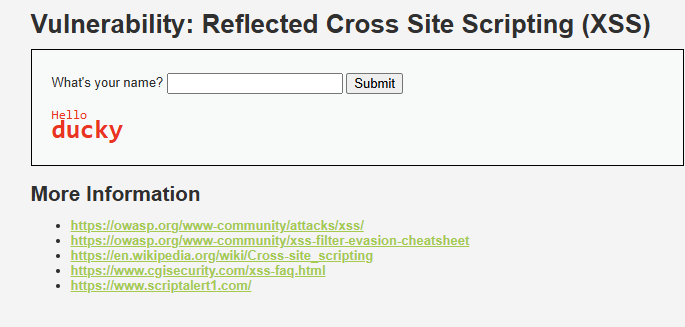 Vulnerability: Reflected Cross Site Scripting (XSS)
What's your name? Submit
Hello
ducky
More Information
https://owasp.org/www-community/attacks/xss/
https://owasp.org/www-community/xss-filter-evasion-cheatsheet
https://en.wikipedia.org/wiki/Cross-site_scripting
https://www.cgisecurity.com/xss-faq.html
https://www.scriptalert1.com/